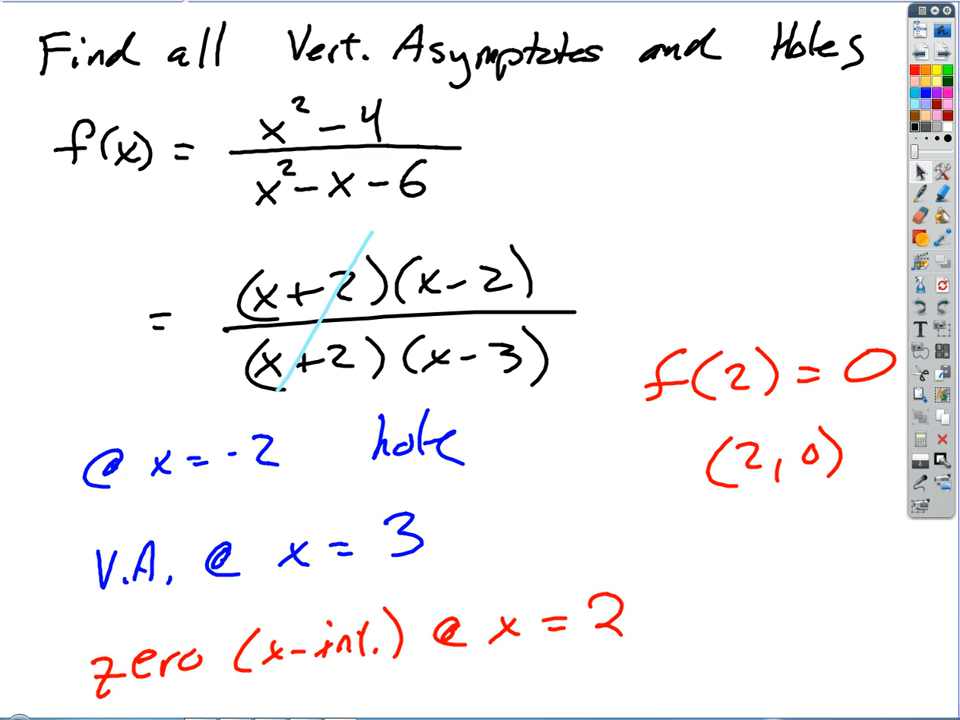 Find all Vert. Asymptotes and Holes
f(x) = x² - 4 / x² - x - 6
= (x+2)(x-2) / (x+2)(x-3)
f(2) = 0
(2, 0)
@ x = -2 hole
V.A. @ x = 3
zero (x-int.) @ x = 2